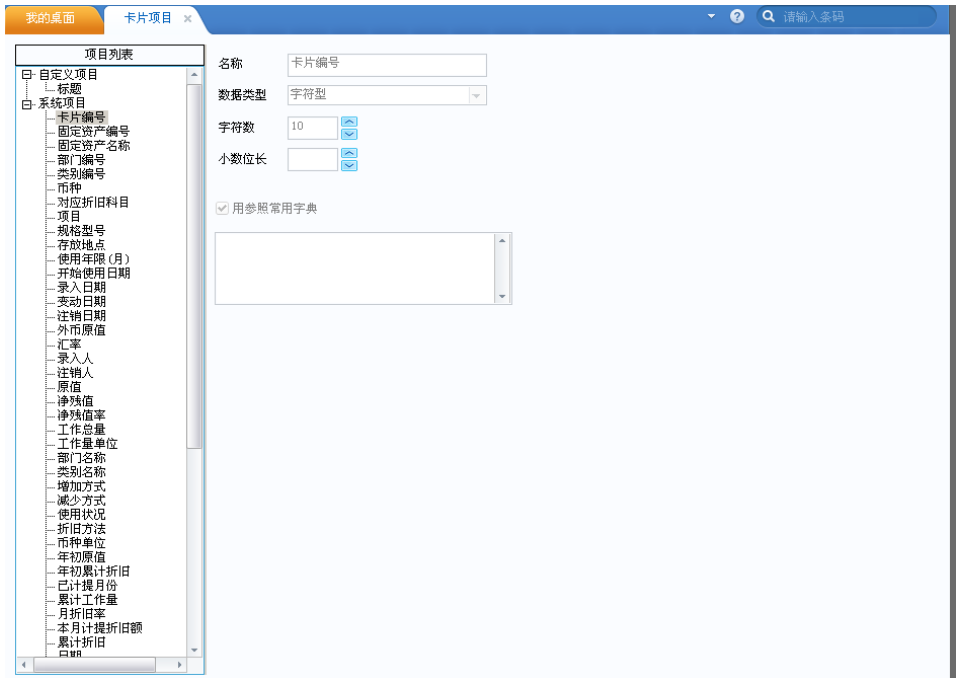 我的桌面
卡片项目
请输入条码
项目列表
自定义项目
标题
系统项目
卡片编号
固定资产编号
固定资产名称
部门编号
类别编号
币种
对应折旧科目
项目
规格型号
存放地点
使用年限(月)
开始使用日期
录入日期
变动日期
注销日期
外币原值
汇率
录入人
注销人
原值
净残值
净残值率
工作总量
工作量单位
部门名称
类别名称
增加方式
减少方式
使用状况
折旧方法
币种单位
年初原值
年初累计折旧
已计提月份
累计工作量
月折旧率
本月计提折旧额
累计折旧
日期
名称 卡片编号
数据类型 字符型
字符数 10
小数位长
用参照常用字典